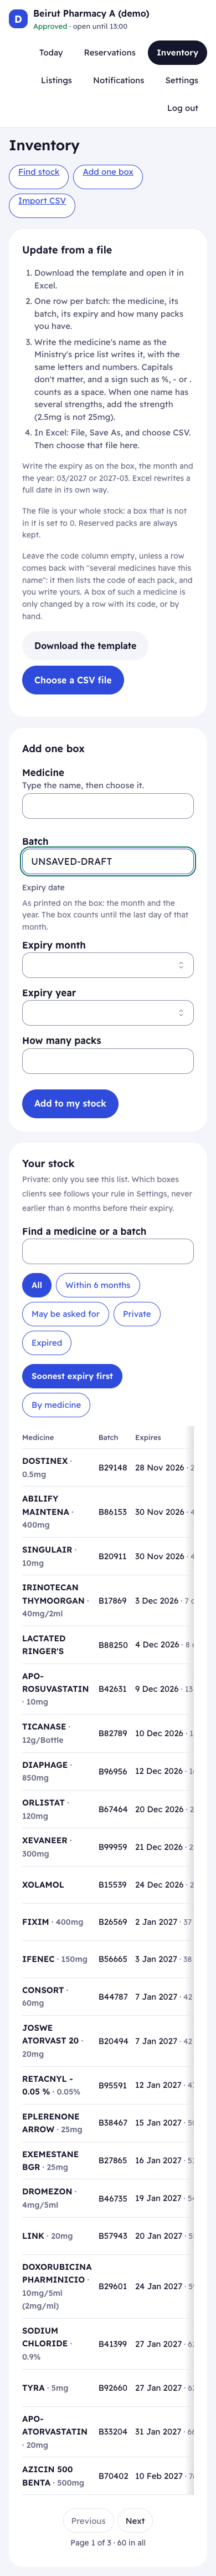 D
Beirut Pharmacy A (demo)
Approved · open until 13:00
Today
Reservations
Inventory
Listings
Notifications
Settings
Log out
Inventory
Find stock
Add one box
Import CSV
Update from a file
1. Download the template and open it in
Excel.
2. One row per batch: the medicine, its
batch, its expiry and how many packs
you have.
3. Write the medicine's name as the
Ministry's price list writes it, with the
same letters and numbers. Capitals
don't matter, and a sign such as %, - or .
counts as a space. When one name has
several strengths, add the strength
(2.5mg is not 25mg).
4. In Excel: File, Save As, and choose CSV.
Then choose that file here.
Write the expiry as on the box, the month and
the year: 03/2027 or 2027-03. Excel rewrites a
full date in its own way.
The file is your whole stock: a box that is not
in it is set to 0. Reserved packs are always
kept.
Leave the code column empty, unless a row
comes back with "several medicines have this
name": it then lists the code of each pack, and
you write yours. A box of such a medicine is
only changed by a row with its code, or by
hand.
Download the template
Choose a CSV file
Add one box
Medicine
Type the name, then choose it.
Batch
UNSAVED-DRAFT
Expiry date
As printed on the box: the month and the
year. The box counts until the last day of that
month.
Expiry month
Expiry year
How many packs
Add to my stock
Your stock
Private: only you see this list. Which boxes
clients see follows your rule in Settings, never
earlier than 6 months before their expiry.
Find a medicine or a batch
All
Within 6 months
May be asked for
Private
Expired
Soonest expiry first
By medicine
Medicine Batch Expires
DOSTINEX · 0.5mg B29148 28 Nov 2026
ABILIFY MAINTENA · 400mg B86153 30 Nov 2026
SINGULAIR · 10mg B20911 30 Nov 2026
IRINOTECAN THYMOORGAN · 40mg/2ml B17869 3 Dec 2026 · 7
LACTATED RINGER'S B88250 4 Dec 2026 · 8
APO-ROSUVASTATIN · 10mg B42631 9 Dec 2026 · 13
TICANASE · 12g/Bottle B82789 10 Dec 2026
DIAPHAGE · 850mg B96956 12 Dec 2026
ORLISTAT · 120mg B67464 20 Dec 2026
XEVANEER · 300mg B99959 21 Dec 2026
XOLAMOL B15539 24 Dec 2026
FIXIM · 400mg B26569 2 Jan 2027 · 37
IFENEC · 150mg B56665 3 Jan 2027 · 38
CONSORT · 60mg B44787 7 Jan 2027 · 42
JOSWE ATORVAST 20 · 20mg B20494 7 Jan 2027 · 42
RETACNYL - 0.05 % · 0.05% B95591 12 Jan 2027
EPLERENONE ARROW · 25mg B38467 15 Jan 2027
EXEMESTANE BGR · 25mg B27865 16 Jan 2027
DROMEZON · 4mg/5ml B46735 19 Jan 2027
LINK · 20mg B57943 20 Jan 2027
DOXORUBICINA PHARMINICIO · 10mg/5ml (2mg/ml) B29601 24 Jan 2027
SODIUM CHLORIDE · 0.9% B41399 27 Jan 2027
TYRA · 5mg B92660 27 Jan 2027
APO-ATORVASTATIN · 20mg B33204 31 Jan 2027
AZICIN 500 BENTA · 500mg B70402 10 Feb 2027
Previous
Next
Page 1 of 3 · 60 in all